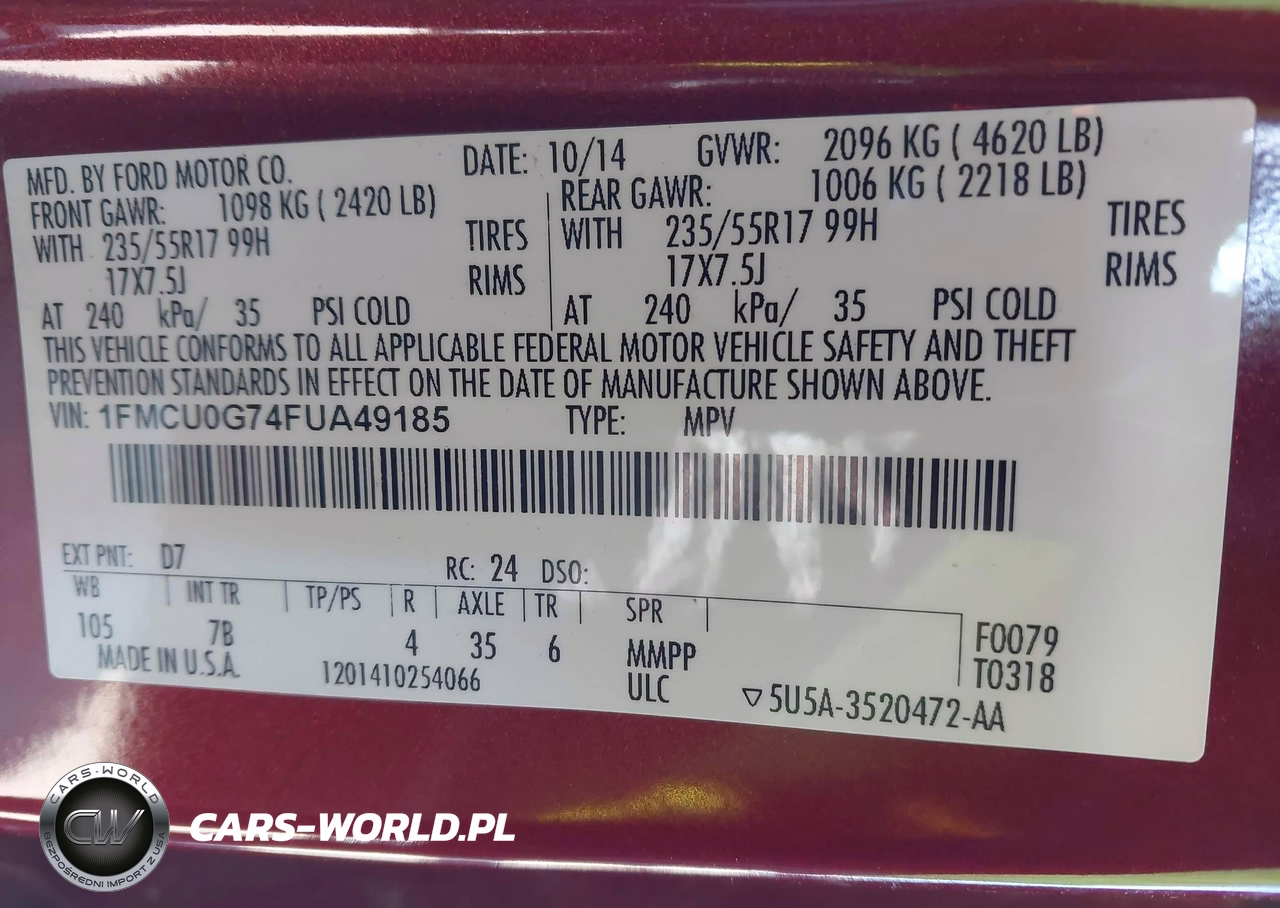 MFD. BY FORD MOTOR CO. DATE: 10/14 GVWR: 2096 KG ( 4620 LB)
FRONT GAWR: 1098 KG ( 2420 LB) REAR GAWR: 1006 KG ( 2218 LB)
WITH 235/55R17 99H TIRES WITH 235/55R17 99H TIRES
17X7.5J RIMS 17X7.5J RIMS
AT 240 kPa/ 35 PSI COLD AT 240 kPa/ 35 PSI COLD
THIS VEHICLE CONFORMS TO ALL APPLICABLE FEDERAL MOTOR VEHICLE SAFETY AND THEFT
PREVENTION STANDARDS IN EFFECT ON THE DATE OF MANUFACTURE SHOWN ABOVE.
VIN: 1FMCU0G74FUA49185 TYPE: MPV
EXT PNT: D7 RC: 24 DSO:
WB INT TR TP/PS R AXLE TR SPR
105 7B 4 35 6 MMPP F0079
MADE IN U.S.A. 1201410254066 ULC T0318
▽5U5A-3520472-AA
CARS-WORLD
CW
BEZPOŚREDNI IMPORT Z USA
CARS-WORLD.PL